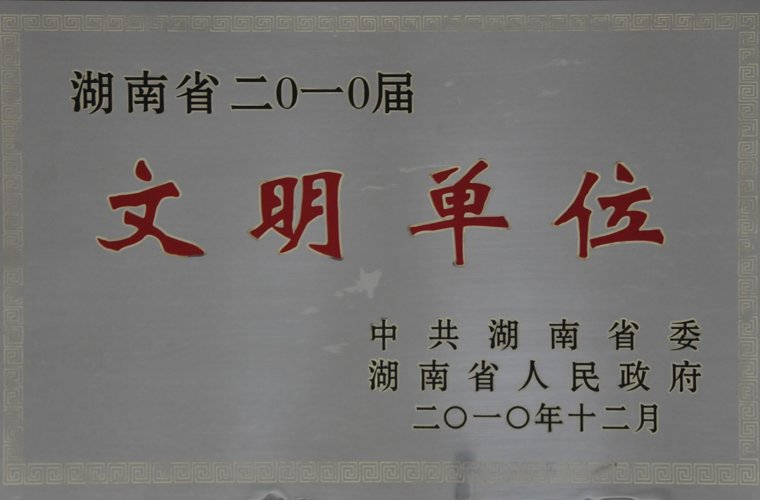 湖南省二0一0届
文明单位
中共湖南省委
湖南省人民政府
二〇一〇年十二月